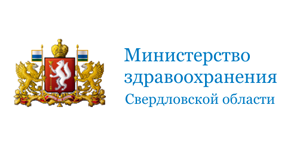 Министерство
здравоохранения
Свердловской области